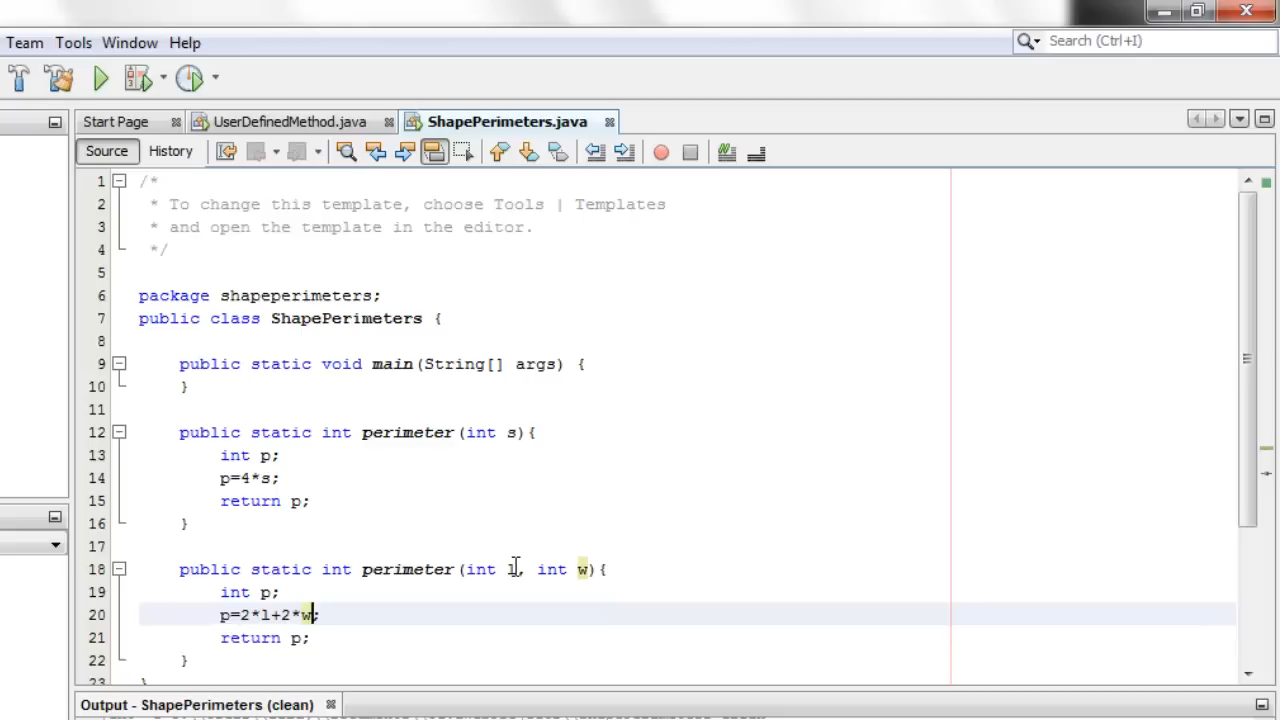 Team Tools Window Help
Search (Ctrl+I)
Start Page UserDefinedMethod.java ShapePerimeters.java
Source History
1 /*
2 * To change this template, choose Tools | Templates
3 * and open the template in the editor.
4 */
5
6 package shapeperimeters;
7 public class ShapePerimeters {
8
9 public static void main(String[] args) {
10 }
11
12 public static int perimeter(int s){
13 int p;
14 p=4*s;
15 return p;
16 }
17
18 public static int perimeter(int l, int w){
19 int p;
20 p=2*l+2*w;
21 return p;
22 }
23 }
Output - ShapePerimeters (clean)